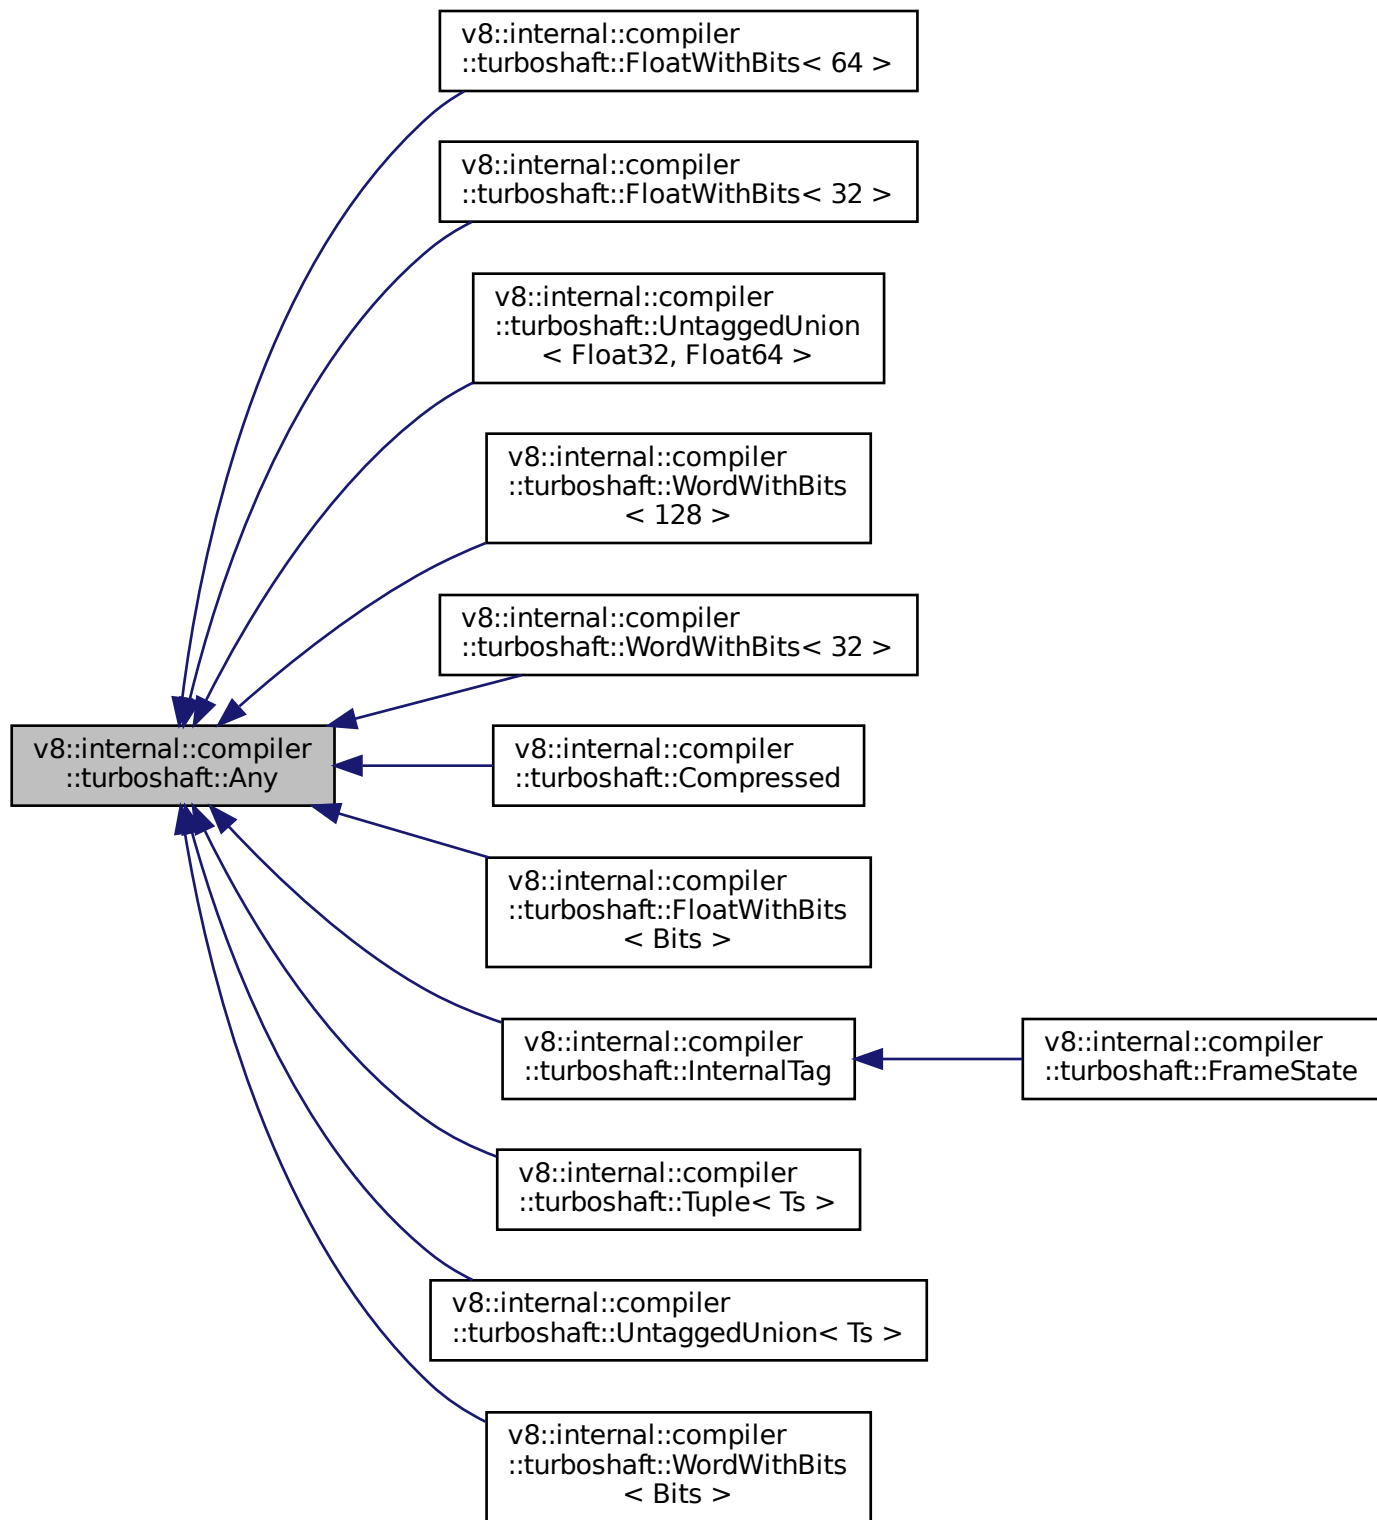 v8::internal::compiler
::turboshaft::FloatWithBits< 64 >
v8::internal::compiler
::turboshaft::FloatWithBits< 32 >
v8::internal::compiler
::turboshaft::UntaggedUnion
< Float32, Float64 >
v8::internal::compiler
::turboshaft::WordWithBits
< 128 >
v8::internal::compiler
::turboshaft::WordWithBits< 32 >
v8::internal::compiler
::turboshaft::Any
v8::internal::compiler
::turboshaft::Compressed
v8::internal::compiler
::turboshaft::FloatWithBits
< Bits >
v8::internal::compiler
::turboshaft::InternalTag
v8::internal::compiler
::turboshaft::FrameState
v8::internal::compiler
::turboshaft::Tuple< Ts >
v8::internal::compiler
::turboshaft::UntaggedUnion< Ts >
v8::internal::compiler
::turboshaft::WordWithBits
< Bits >